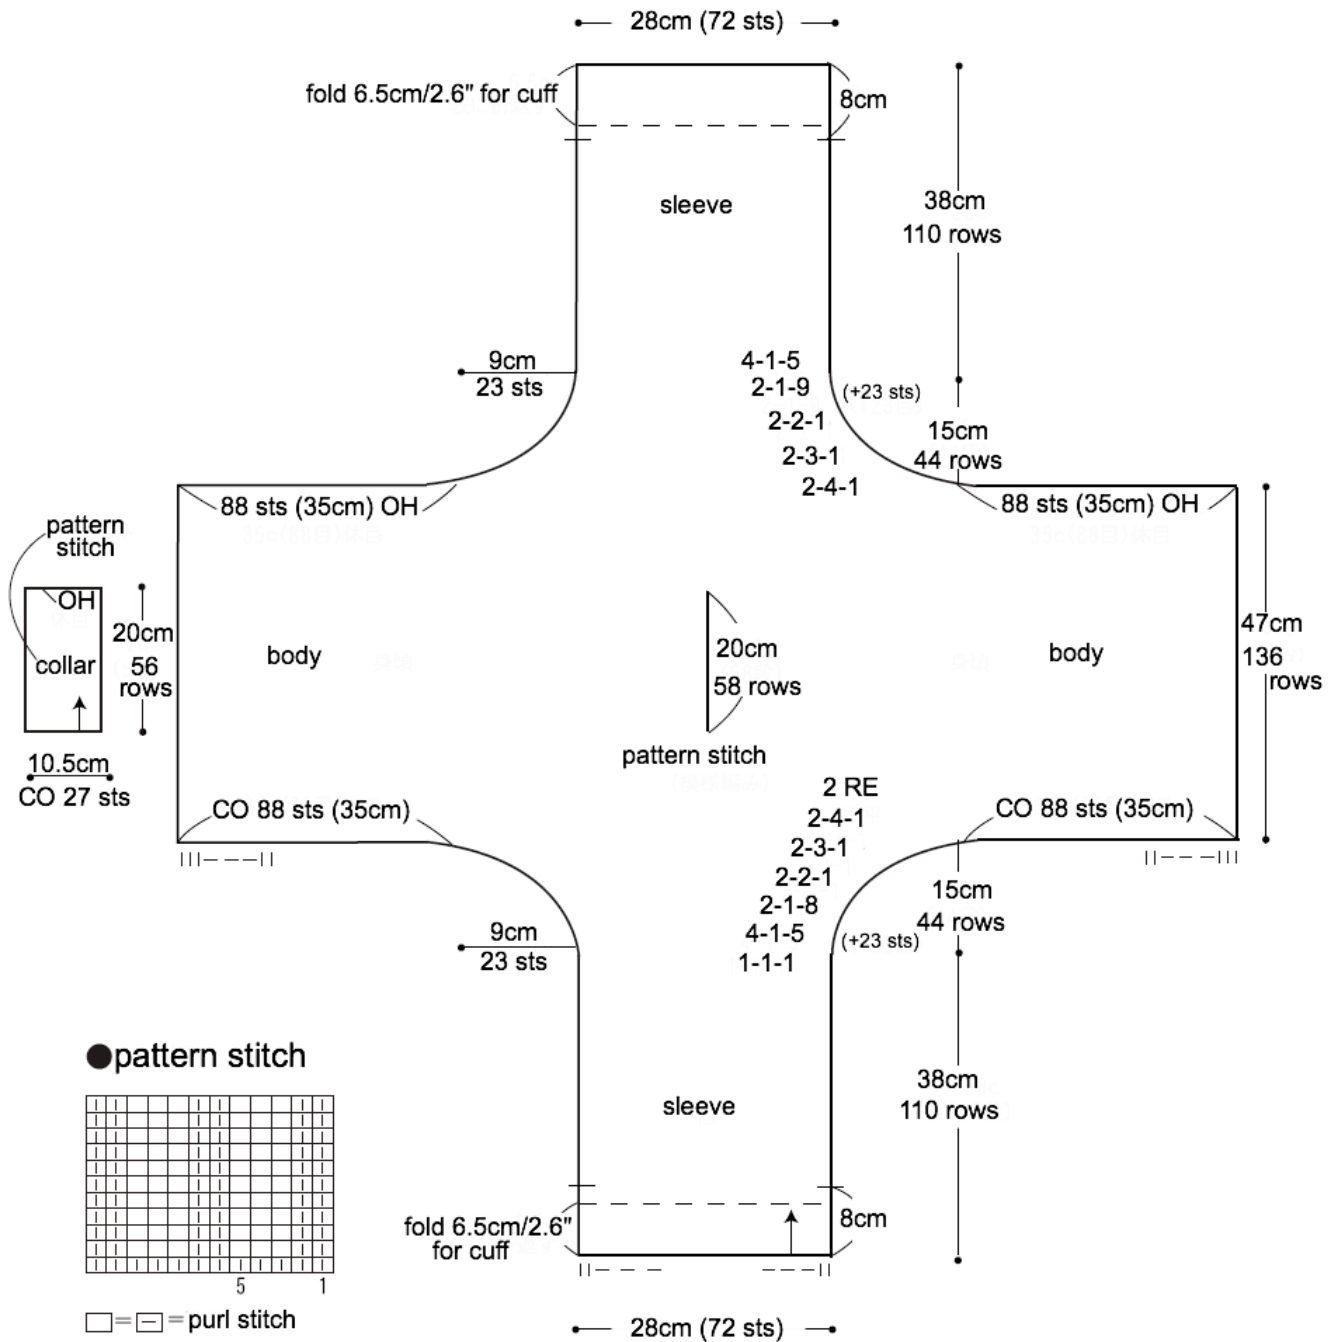 28cm (72 sts)
fold 6.5cm/2.6" for cuff
8cm
sleeve
38cm
110 rows
9cm
23 sts
4-1-5
2-1-9
2-2-1
2-3-1
2-4-1
(+23 sts)
15cm
44 rows
88 sts (35cm) OH
88 sts (35cm) OH
pattern
stitch
OH
collar
20cm
56
rows
10.5cm
CO 27 sts
body
20cm
58 rows
pattern stitch
body
47cm
136
rows
CO 88 sts (35cm)
CO 88 sts (35cm)
2 RE
2-4-1
2-3-1
2-2-1
2-1-8
4-1-5
1-1-1
(+23 sts)
15cm
44 rows
9cm
23 sts
38cm
110 rows
sleeve
fold 6.5cm/2.6"
for cuff
8cm
28cm (72 sts)
●pattern stitch
5 1
□=⊟=purl stitch